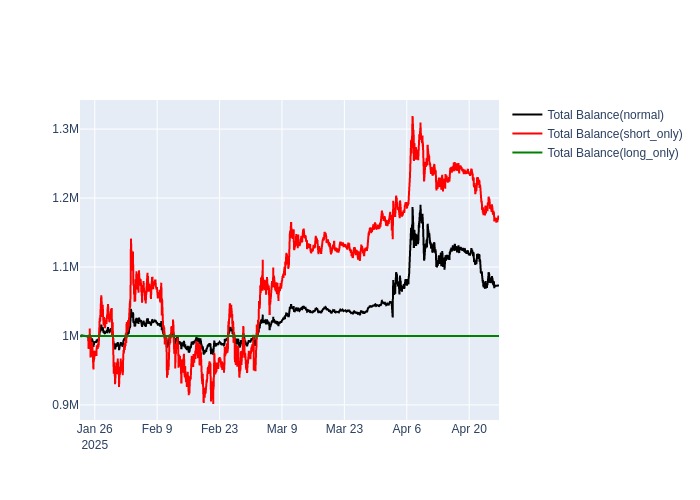 1.3M
1.2M
1.1M
1M
0.9M
Jan 26
2025
Feb 9
Feb 23
Mar 9
Mar 23
Apr 6
Apr 20
Total Balance(normal)
Total Balance(short_only)
Total Balance(long_only)